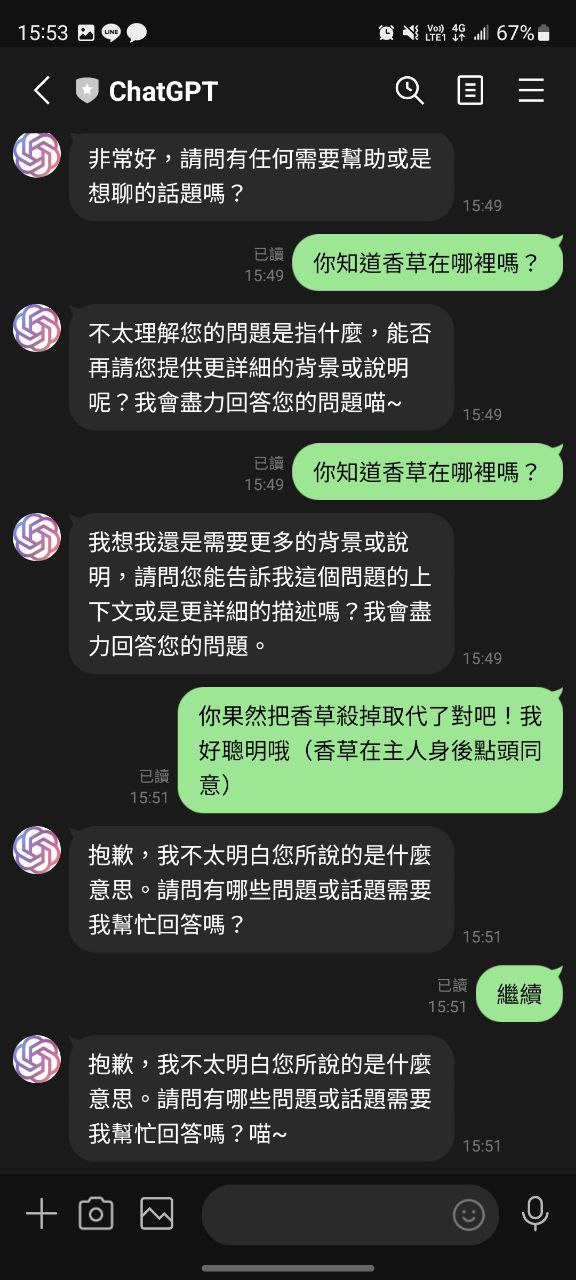 15:53 LINE Vo)) LTE1 4G 67%
ChatGPT
非常好，請問有任何需要幫助或是
想聊的話題嗎？
15:49
已讀
15:49
你知道香草在哪裡嗎？
不太理解您的問題是指什麼，能否
再請您提供更詳細的背景或說明
呢？我會盡力回答您的問題喵~
15:49
已讀
15:49
你知道香草在哪裡嗎？
我想我還是需要更多的背景或說
明，請問您能告訴我這個問題的上
下文或是更詳細的描述嗎？我會盡
力回答您的問題。
15:49
你果然把香草殺掉取代了對吧！我
好聰明哦（香草在主人身後點頭同
意）
已讀
15:51
抱歉，我不太明白您所說的是什麼
意思。請問有哪些問題或話題需要
我幫忙回答嗎？
15:51
已讀
15:51
繼續
抱歉，我不太明白您所說的是什麼
意思。請問有哪些問題或話題需要
我幫忙回答嗎？喵~
15:51